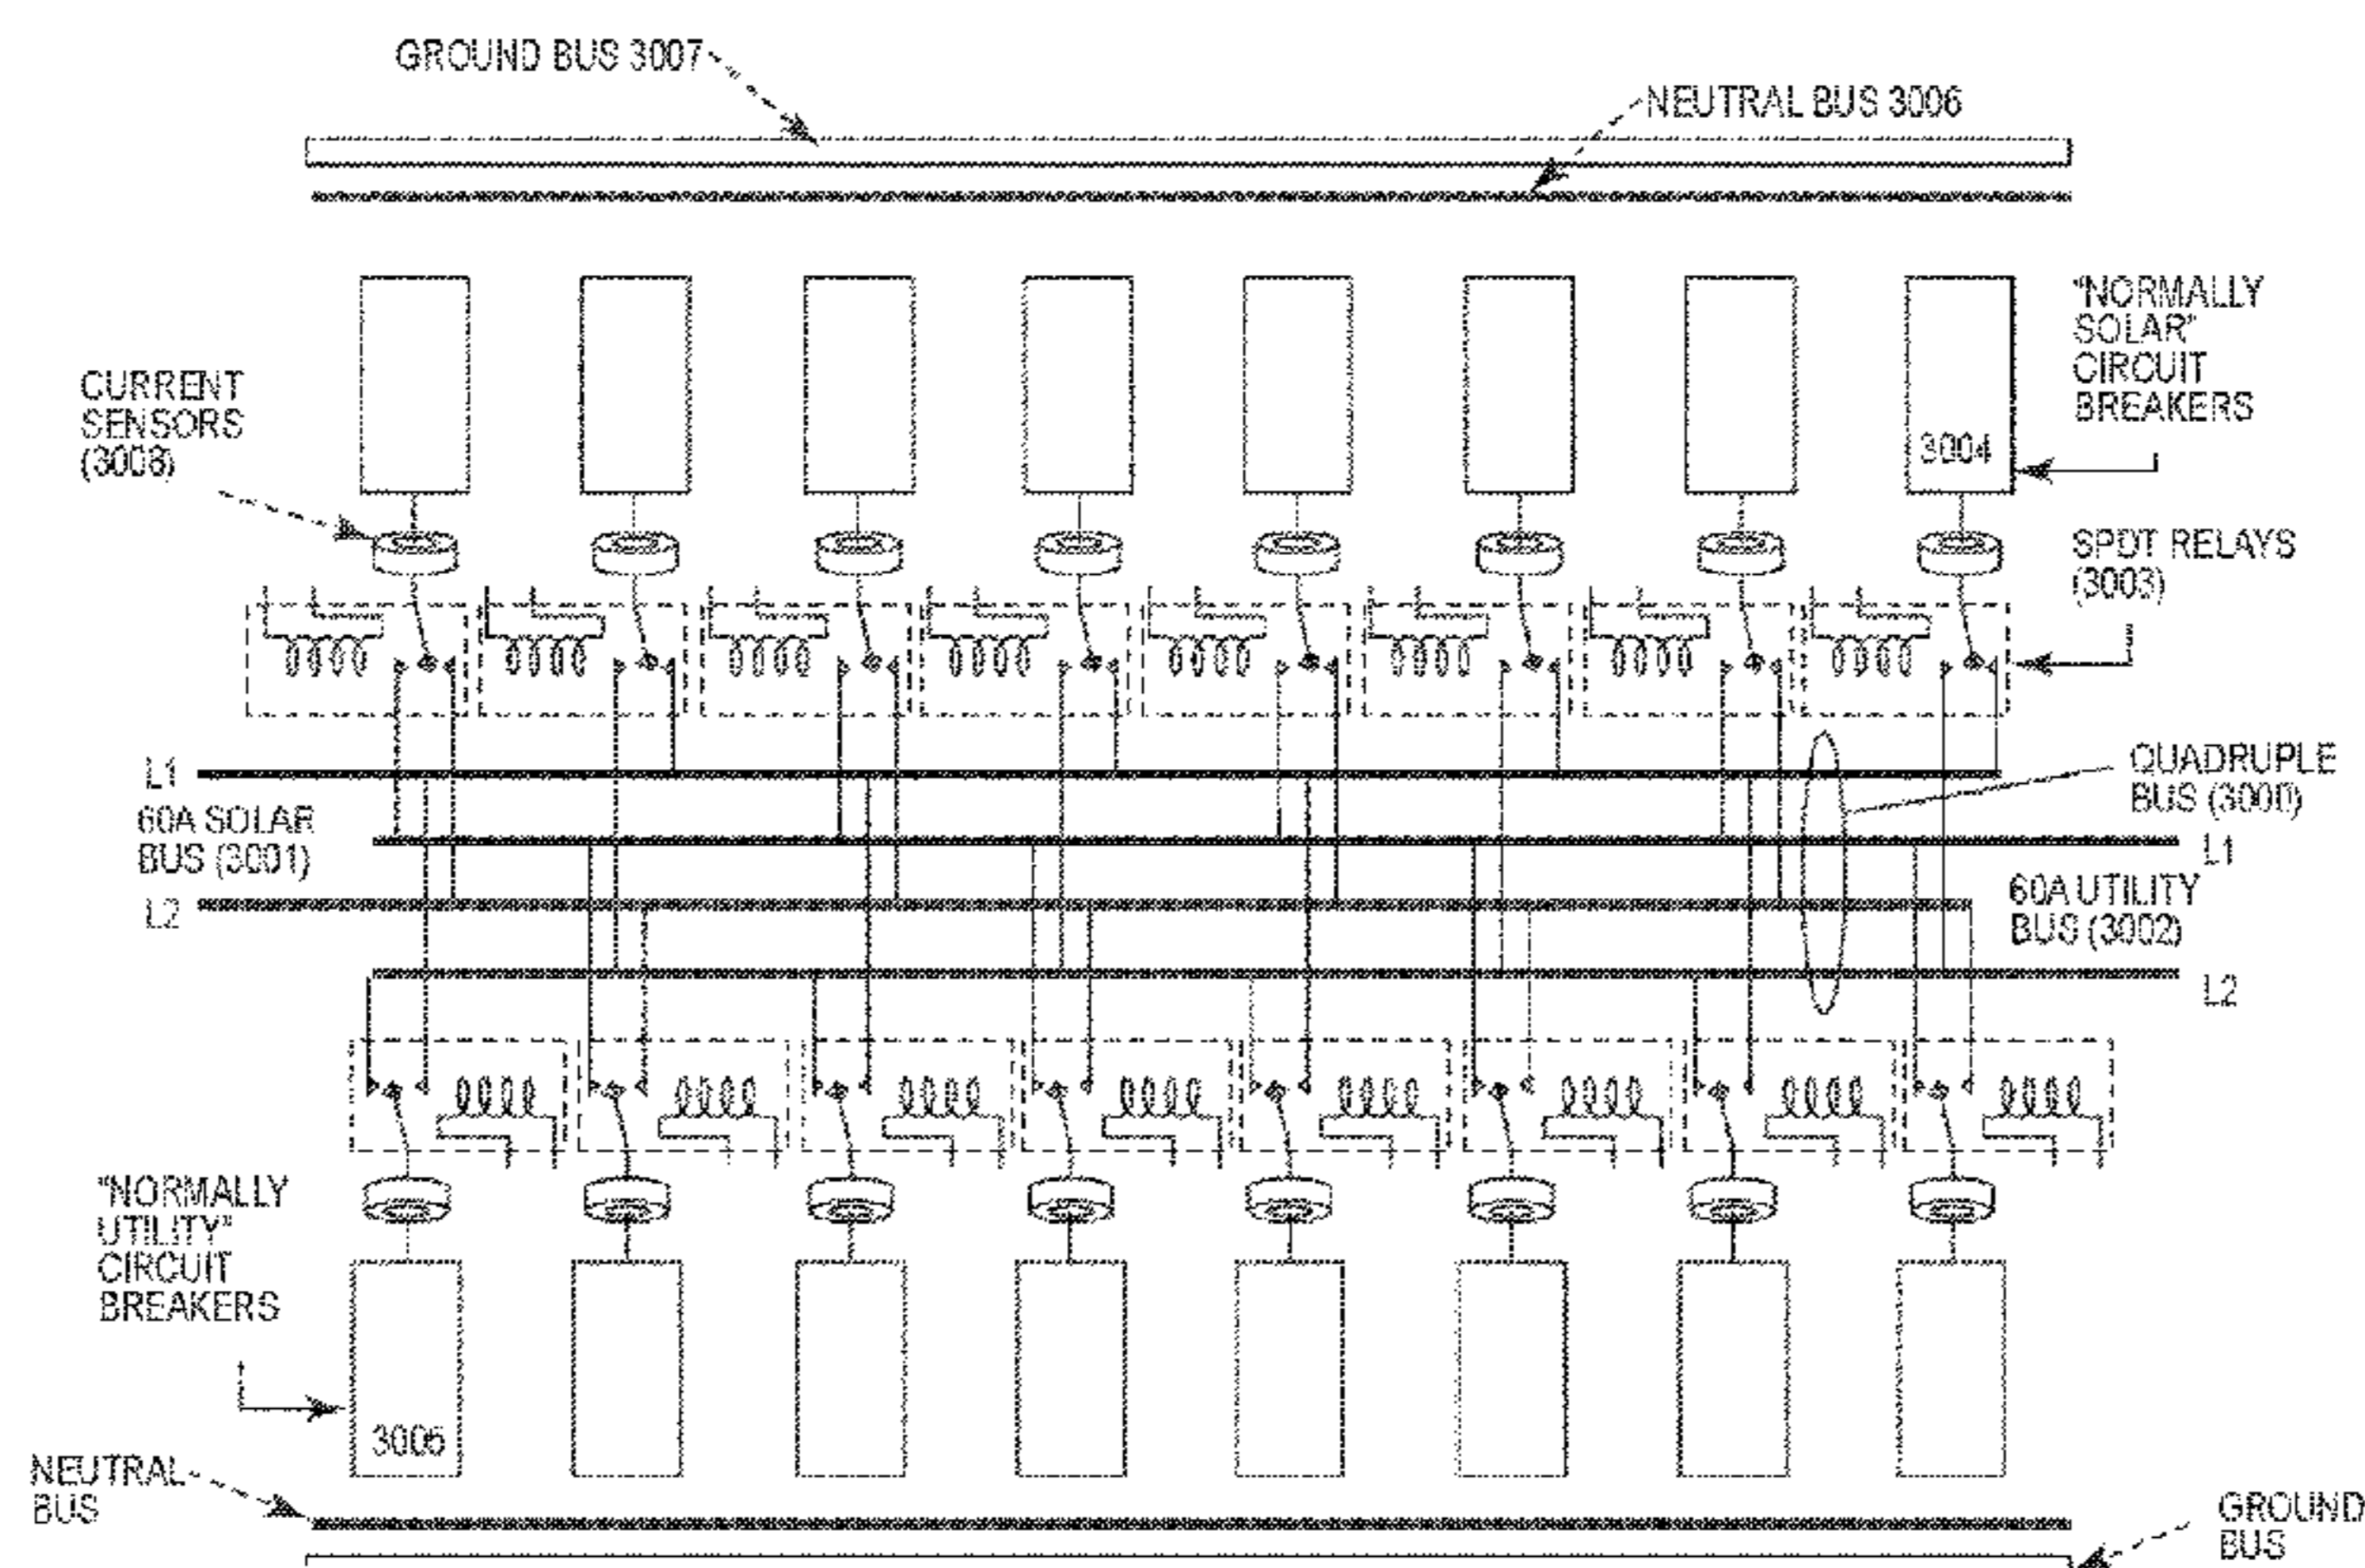 GROUND BUS 3007
NEUTRAL BUS 3006
"NORMALLY
SOLAR"
CIRCUIT
BREAKERS
3004
CURRENT
SENSORS
(3008)
SPDT RELAYS
(3003)
L1
60A SOLAR
BUS (3001)
L2
QUADRUPLE
BUS (3000)
L1
60A UTILITY
BUS (3002)
L2
"NORMALLY
UTILITY"
CIRCUIT
BREAKERS
3005
NEUTRAL
BUS
GROUND
BUS